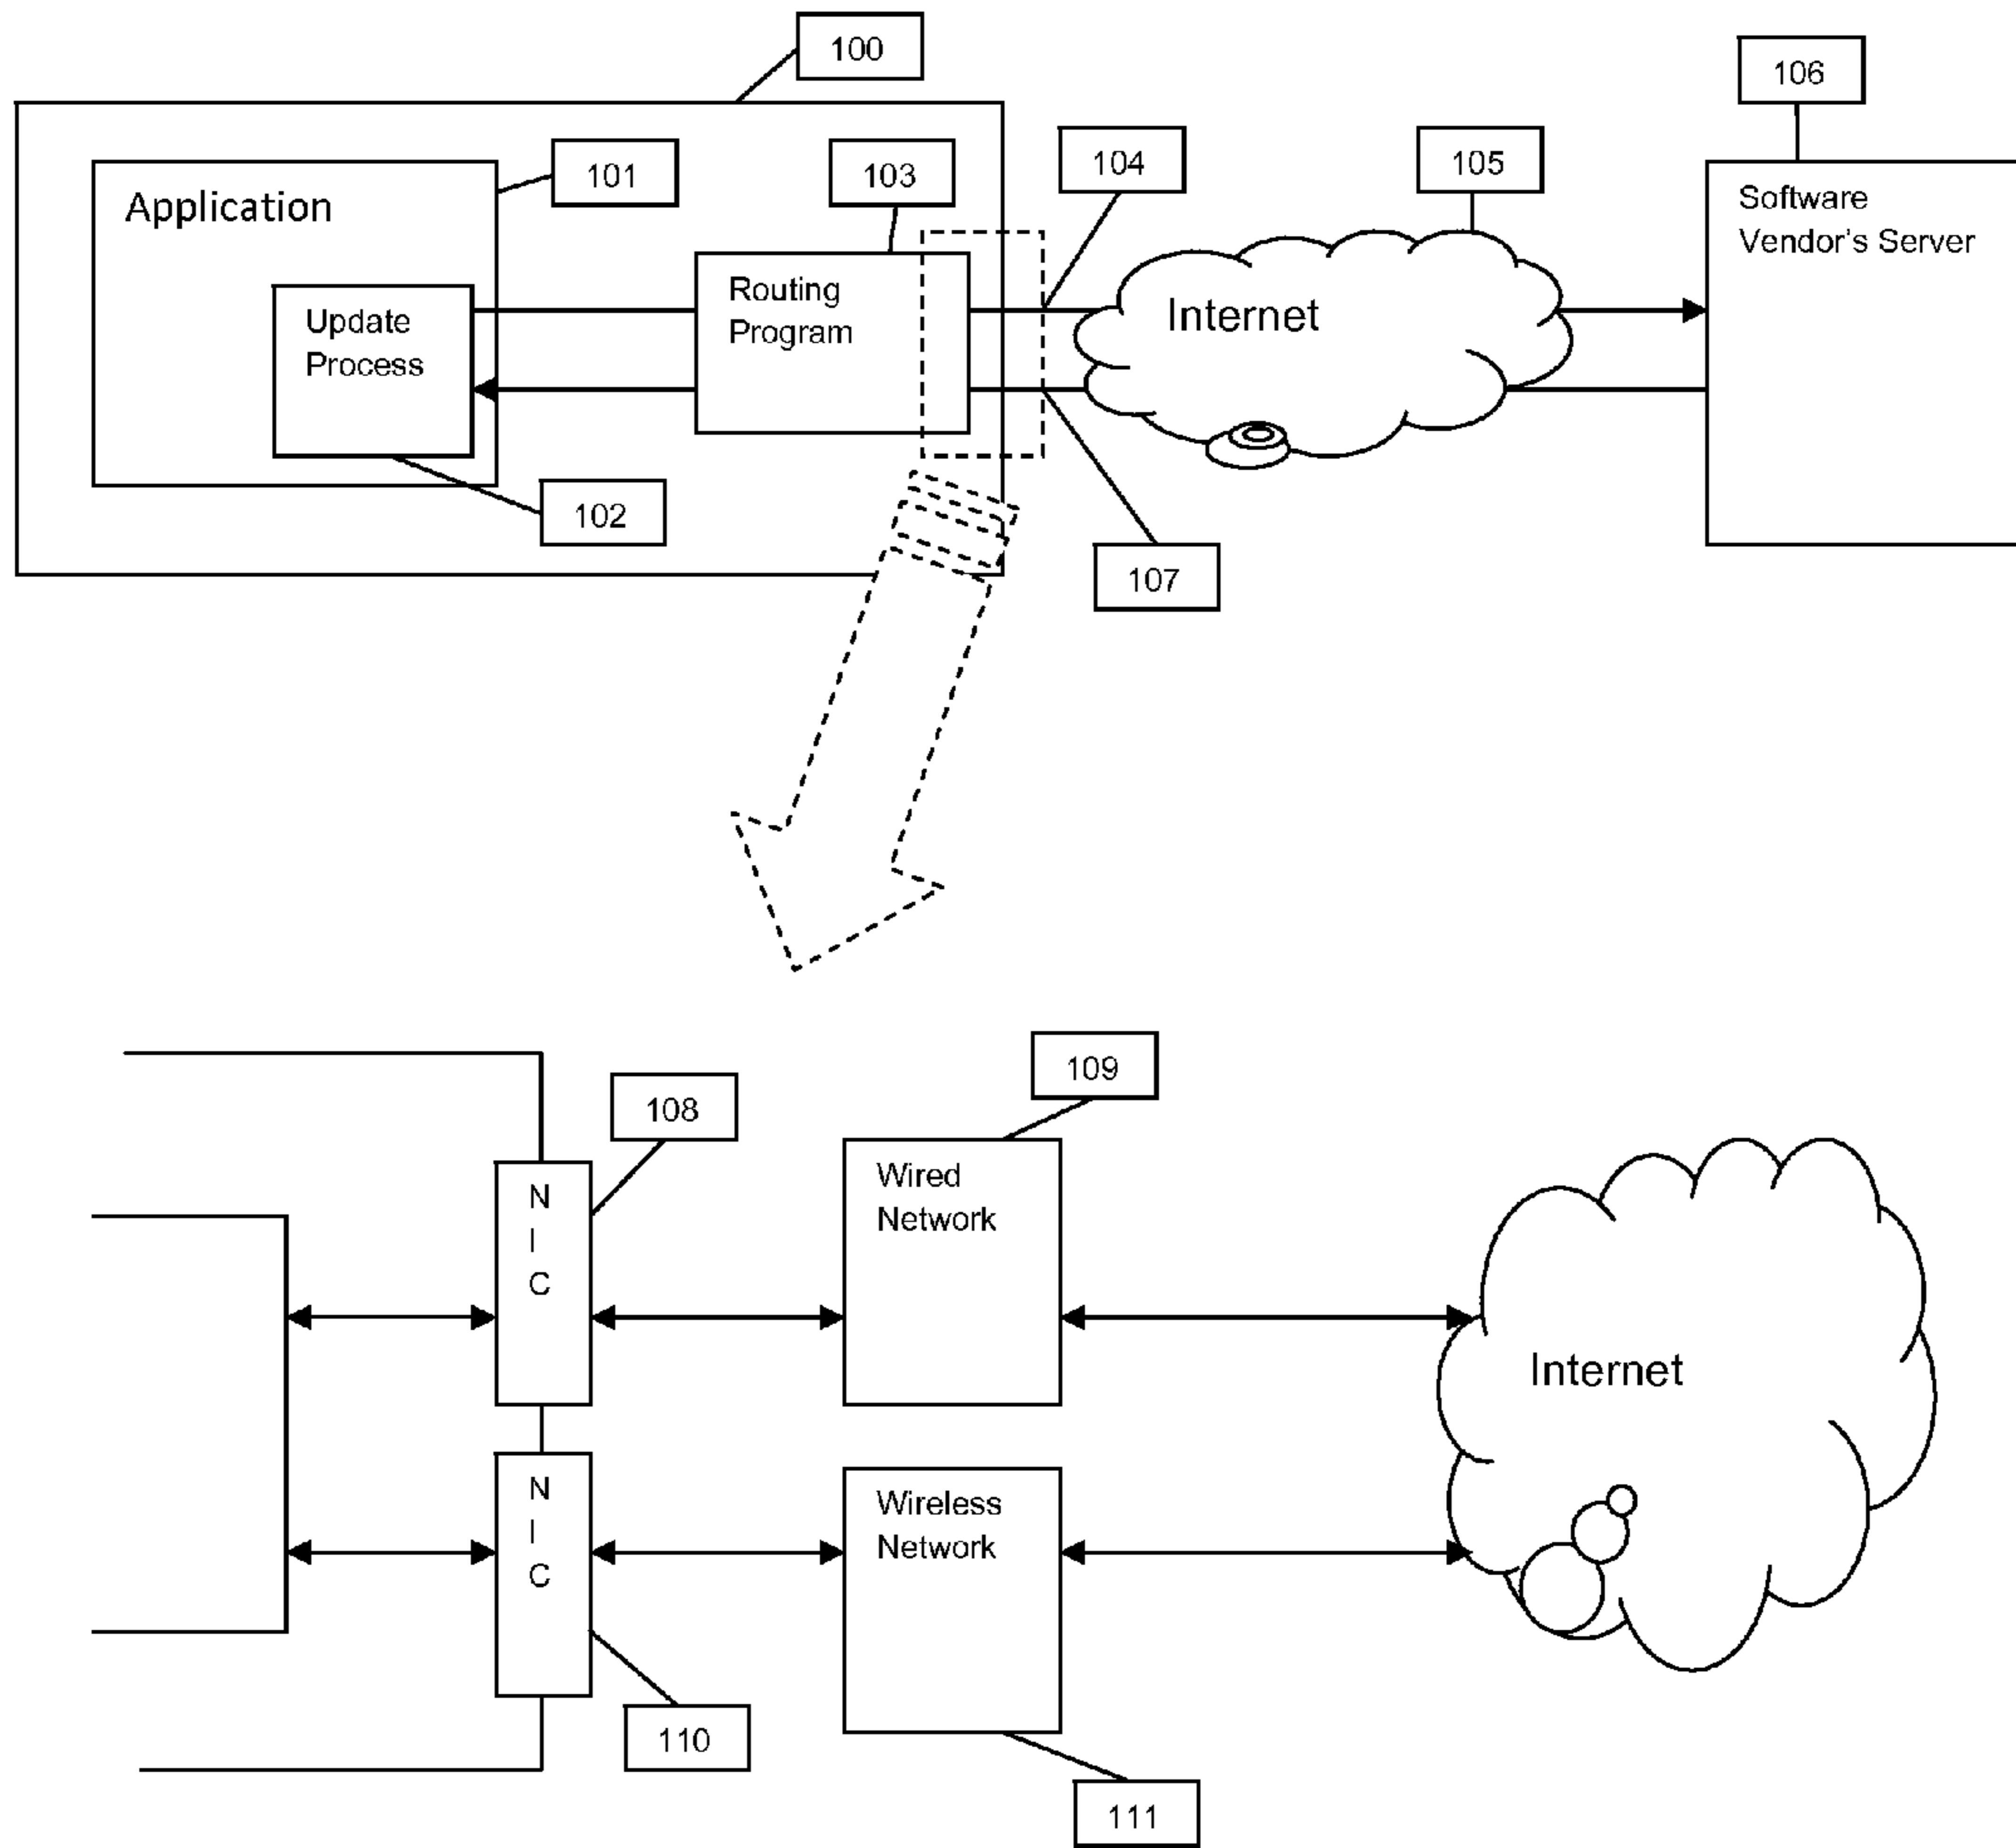 100
106
101
103
104
105
Application
Software
Vendor's Server
Routing
Program
Internet
Update
Process
102
107
109
108
Wired
Network
N
I
C
Internet
N
I
C
Wireless
Network
110
111